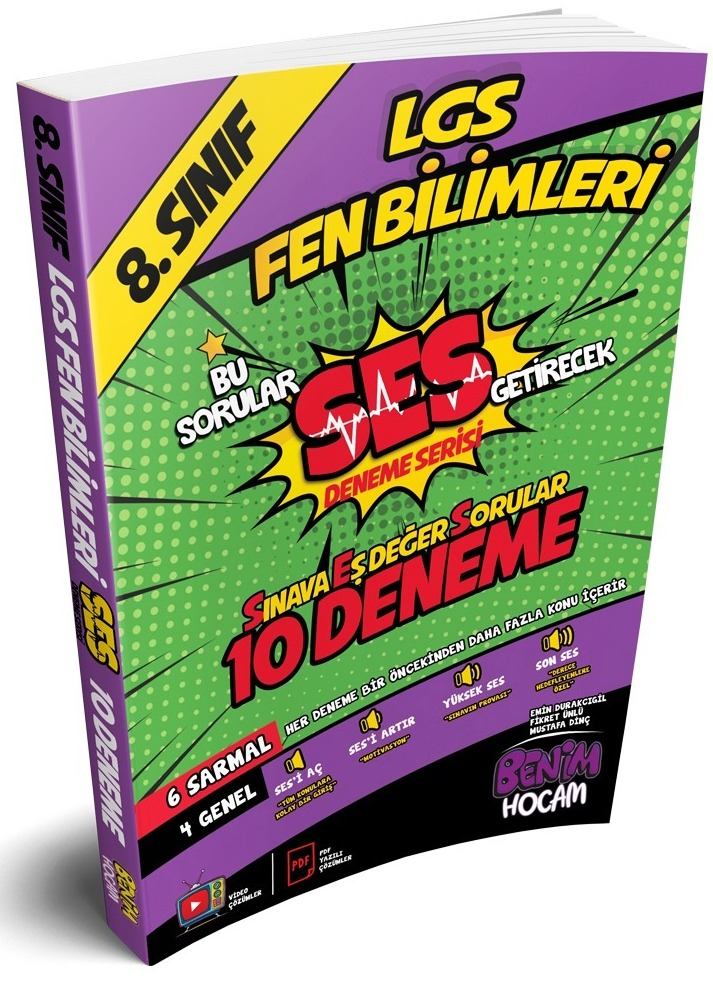 8. SINIF
LGS
FEN BİLİMLERİ
BU
SORULAR
SES
GETİRECEK
DENEME SERİSİ
SINAVA EŞ DEĞER SORULAR
10 DENEME
HER DENEME BİR ÖNCEKİNDEN DAHA FAZLA KONU İÇERİR
6 SARMAL
4 GENEL
SES'İ AÇ
"TÜM KONULARA
KOLAY BİR GİRİŞ"
SES'İ ARTIR
"MOTİVASYON"
YÜKSEK SES
"SINAVIN PROVASI"
SON SES
"DERECE
HEDEFLEYENLERE
ÖZEL"
EMİN DURAKCIGİL
FİKRET ÜNLÜ
MUSTAFA DİNÇ
BENİM
HOCAM
VİDEO
ÇÖZÜMLER
PDF
PDF
YAZILI
ÇÖZÜMLER
8. SINIF LGS FEN BİLİMLERİ SES 10 DENEME BENİM HOCAM